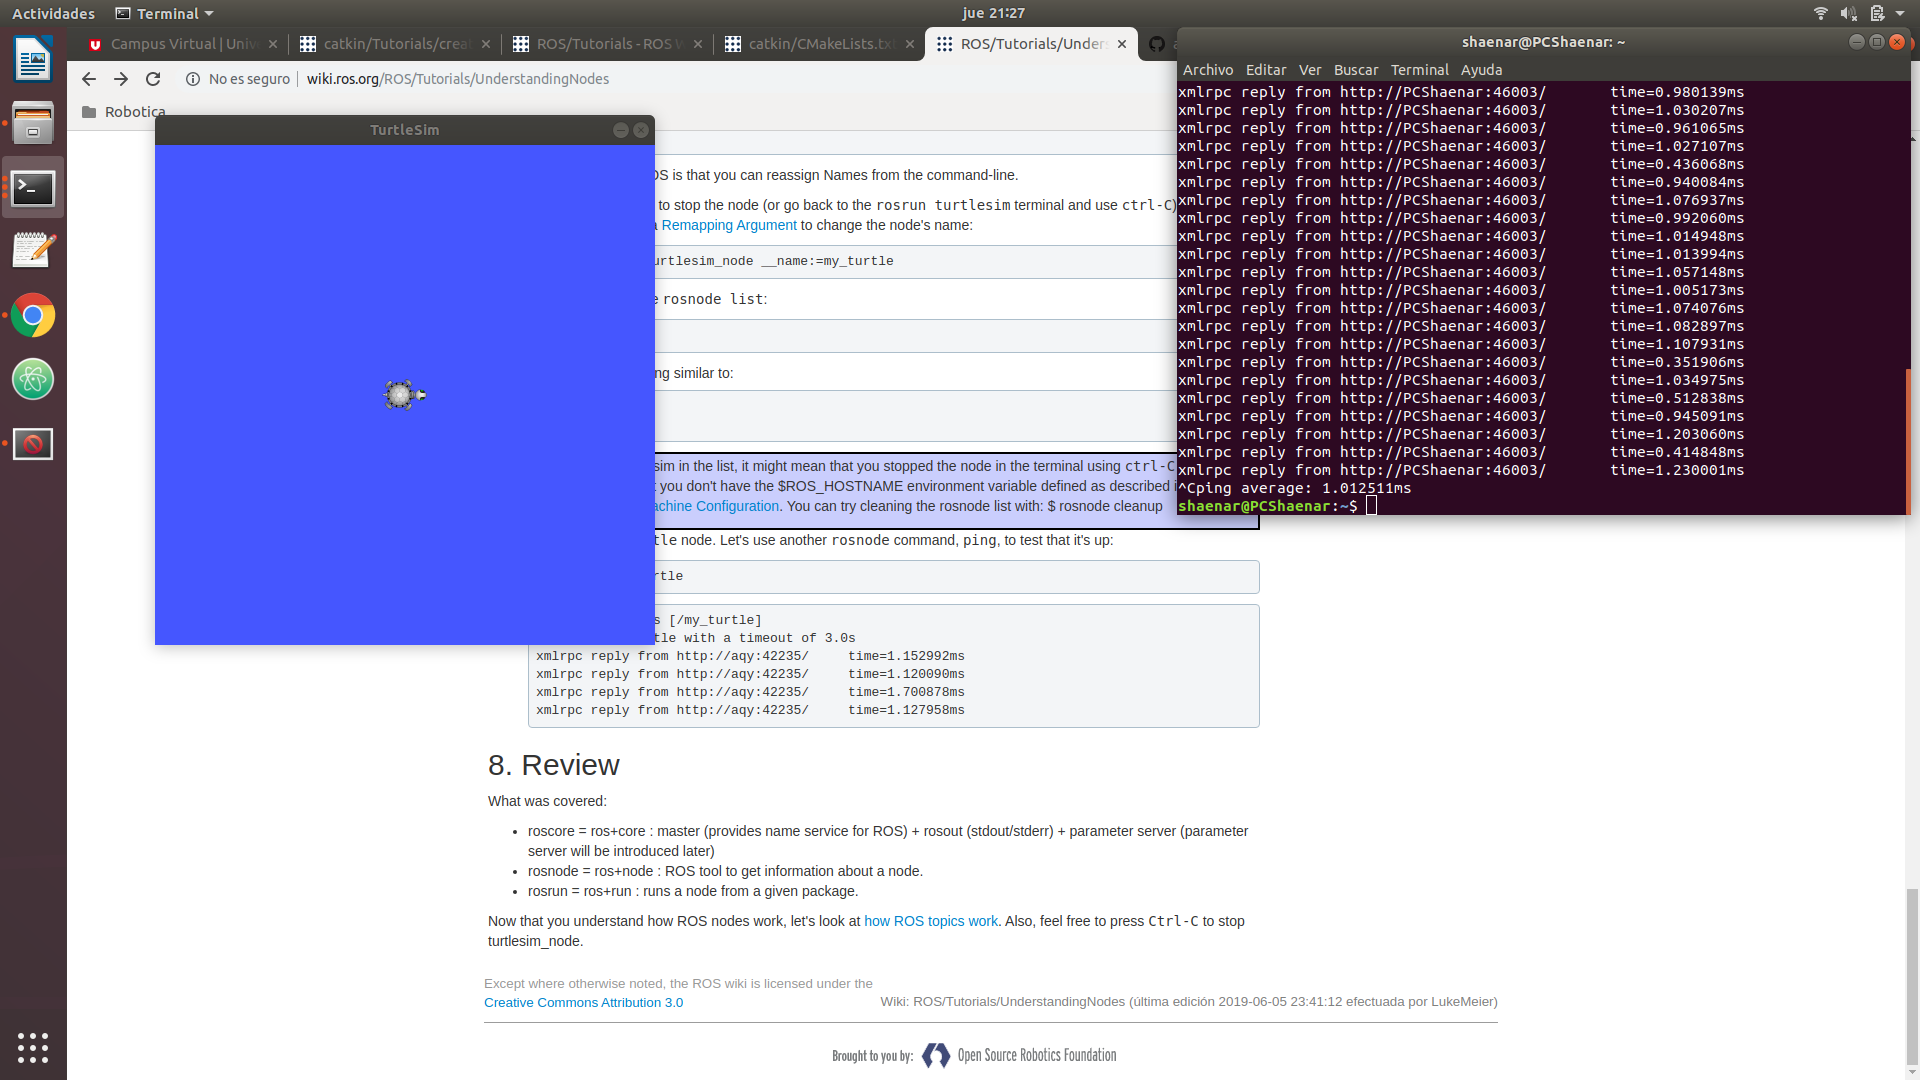 Actividades
Terminal
jue 21:27
Campus Virtual | Univ
catkin/Tutorials/crea
ROS/Tutorials - ROS W
catkin/CMakeLists.txt
ROS/Tutorials/Unders
No es seguro
wiki.ros.org/ROS/Tutorials/UnderstandingNodes
Robotica
TurtleSim
OS is that you can reassign Names from the command-line.
to stop the node (or go back to the rosrun turtlesim terminal and use ctrl-C)
a Remapping Argument to change the node's name:
urtlesim_node __name:=my_turtle
e rosnode list:
ng similar to:
sim in the list, it might mean that you stopped the node in the terminal using ctrl-C
t you don't have the $ROS_HOSTNAME environment variable defined as described i
achine Configuration. You can try cleaning the rosnode list with: $ rosnode cleanup
tle node. Let's use another rosnode command, ping, to test that it's up:
rtle
s [/my_turtle]
tle with a timeout of 3.0s
xmlrpc reply from http://aqy:42235/ time=1.152992ms
xmlrpc reply from http://aqy:42235/ time=1.120090ms
xmlrpc reply from http://aqy:42235/ time=1.700878ms
xmlrpc reply from http://aqy:42235/ time=1.127958ms
8. Review
What was covered:
• roscore = ros+core : master (provides name service for ROS) + rosout (stdout/stderr) + parameter server (parameter
server will be introduced later)
• rosnode = ros+node : ROS tool to get information about a node.
• rosrun = ros+run : runs a node from a given package.
Now that you understand how ROS nodes work, let's look at how ROS topics work. Also, feel free to press Ctrl-C to stop
turtlesim_node.
Except where otherwise noted, the ROS wiki is licensed under the
Creative Commons Attribution 3.0
Wiki: ROS/Tutorials/UnderstandingNodes (última edición 2019-06-05 23:41:12 efectuada por LukeMeier)
Brought to you by: Open Source Robotics Foundation
shaenar@PCShaenar: ~
Archivo Editar Ver Buscar Terminal Ayuda
xmlrpc reply from http://PCShaenar:46003/ time=0.980139ms
xmlrpc reply from http://PCShaenar:46003/ time=1.030207ms
xmlrpc reply from http://PCShaenar:46003/ time=0.961065ms
xmlrpc reply from http://PCShaenar:46003/ time=1.027107ms
xmlrpc reply from http://PCShaenar:46003/ time=0.436068ms
xmlrpc reply from http://PCShaenar:46003/ time=0.940084ms
xmlrpc reply from http://PCShaenar:46003/ time=1.076937ms
xmlrpc reply from http://PCShaenar:46003/ time=0.992060ms
xmlrpc reply from http://PCShaenar:46003/ time=1.014948ms
xmlrpc reply from http://PCShaenar:46003/ time=1.013994ms
xmlrpc reply from http://PCShaenar:46003/ time=1.057148ms
xmlrpc reply from http://PCShaenar:46003/ time=1.005173ms
xmlrpc reply from http://PCShaenar:46003/ time=1.074076ms
xmlrpc reply from http://PCShaenar:46003/ time=1.082897ms
xmlrpc reply from http://PCShaenar:46003/ time=1.107931ms
xmlrpc reply from http://PCShaenar:46003/ time=0.351906ms
xmlrpc reply from http://PCShaenar:46003/ time=1.034975ms
xmlrpc reply from http://PCShaenar:46003/ time=0.512838ms
xmlrpc reply from http://PCShaenar:46003/ time=0.945091ms
xmlrpc reply from http://PCShaenar:46003/ time=1.203060ms
xmlrpc reply from http://PCShaenar:46003/ time=0.414848ms
xmlrpc reply from http://PCShaenar:46003/ time=1.230001ms
^Cping average: 1.012511ms
shaenar@PCShaenar:~$